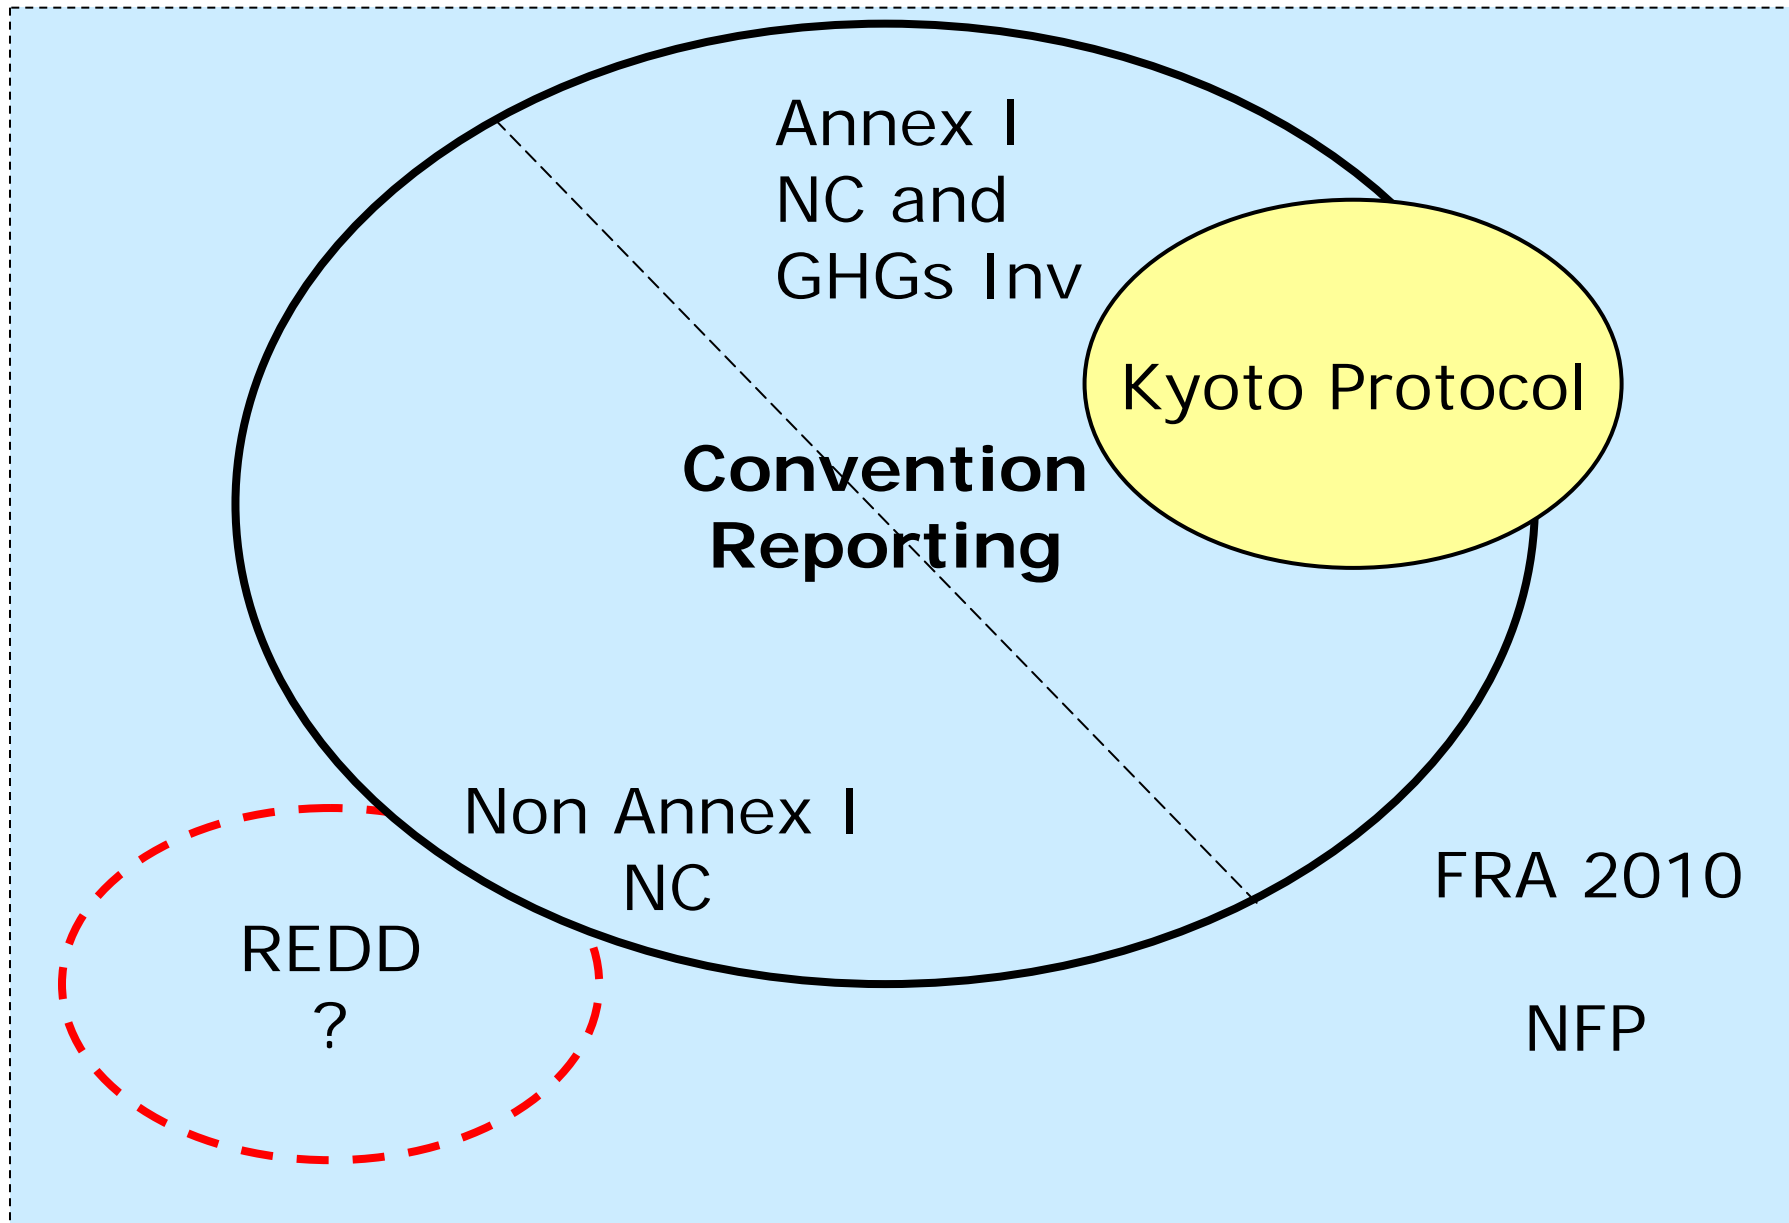 Annex I
NC and
GHGs Inv
Kyoto Protocol
Convention
Reporting
Non Annex I
NC
FRA 2010
REDD
?
NFP